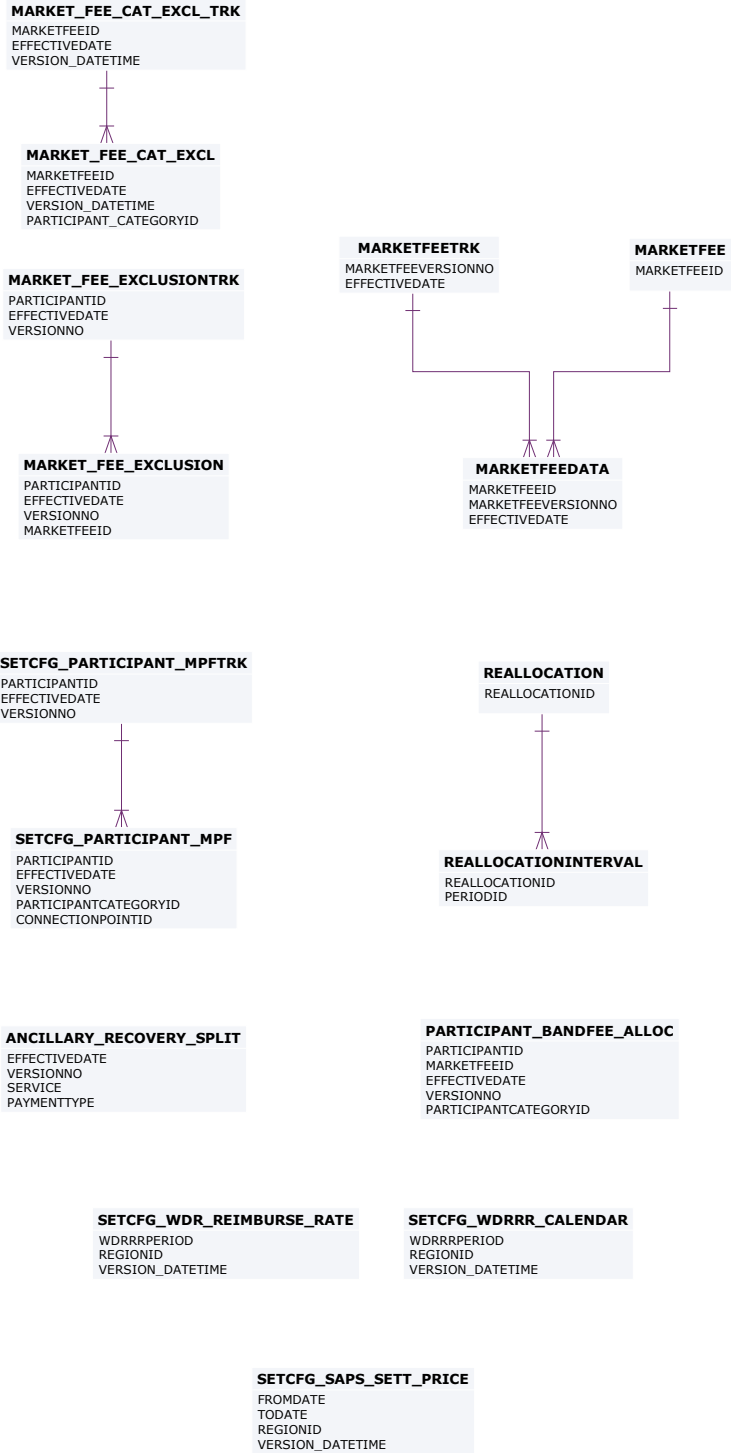 MARKET_FEE_CAT_EXCL_TRK
MARKETFEEID
EFFECTIVEDATE
VERSION_DATETIME
MARKET_FEE_CAT_EXCL
MARKETFEEID
EFFECTIVEDATE
VERSION_DATETIME
PARTICIPANT_CATEGORYID
MARKETFEETRK
MARKETFEEVERSIONNO
EFFECTIVEDATE
MARKETFEE
MARKETFEEID
MARKET_FEE_EXCLUSIONTRK
PARTICIPANTID
EFFECTIVEDATE
VERSIONNO
MARKET_FEE_EXCLUSION
PARTICIPANTID
EFFECTIVEDATE
VERSIONNO
MARKETFEEID
MARKETFEEDATA
MARKETFEEID
MARKETFEEVERSIONNO
EFFECTIVEDATE
SETCFG_PARTICIPANT_MPFTRK
PARTICIPANTID
EFFECTIVEDATE
VERSIONNO
REALLOCATION
REALLOCATIONID
SETCFG_PARTICIPANT_MPF
PARTICIPANTID
EFFECTIVEDATE
VERSIONNO
PARTICIPANTCATEGORYID
CONNECTIONPOINTID
REALLOCATIONINTERVAL
REALLOCATIONID
PERIODID
ANCILLARY_RECOVERY_SPLIT
EFFECTIVEDATE
VERSIONNO
SERVICE
PAYMENTTYPE
PARTICIPANT_BANDFEE_ALLOC
PARTICIPANTID
MARKETFEEID
EFFECTIVEDATE
VERSIONNO
PARTICIPANTCATEGORYID
SETCFG_WDR_REIMBURSE_RATE
WDRRRPERIOD
REGIONID
VERSION_DATETIME
SETCFG_WDRRR_CALENDAR
WDRRRPERIOD
REGIONID
VERSION_DATETIME
SETCFG_SAPS_SETT_PRICE
FROMDATE
TODATE
REGIONID
VERSION_DATETIME